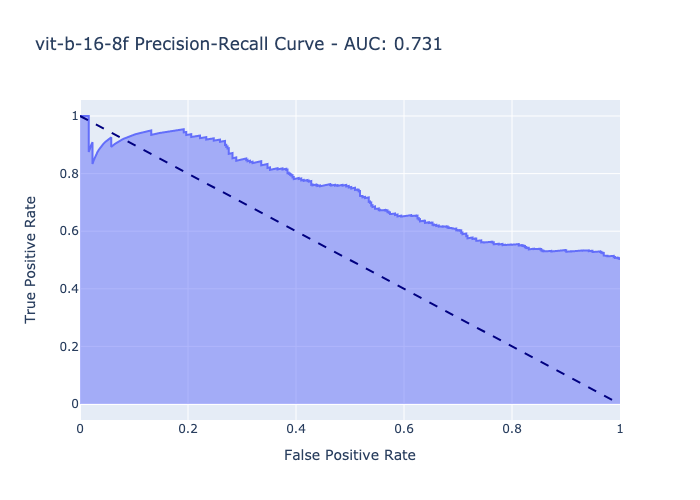 vit-b-16-8f Precision-Recall Curve - AUC: 0.731
1
0.8
0.6
0.4
0.2
0
True Positive Rate
0 0.2 0.4 0.6 0.8 1
False Positive Rate